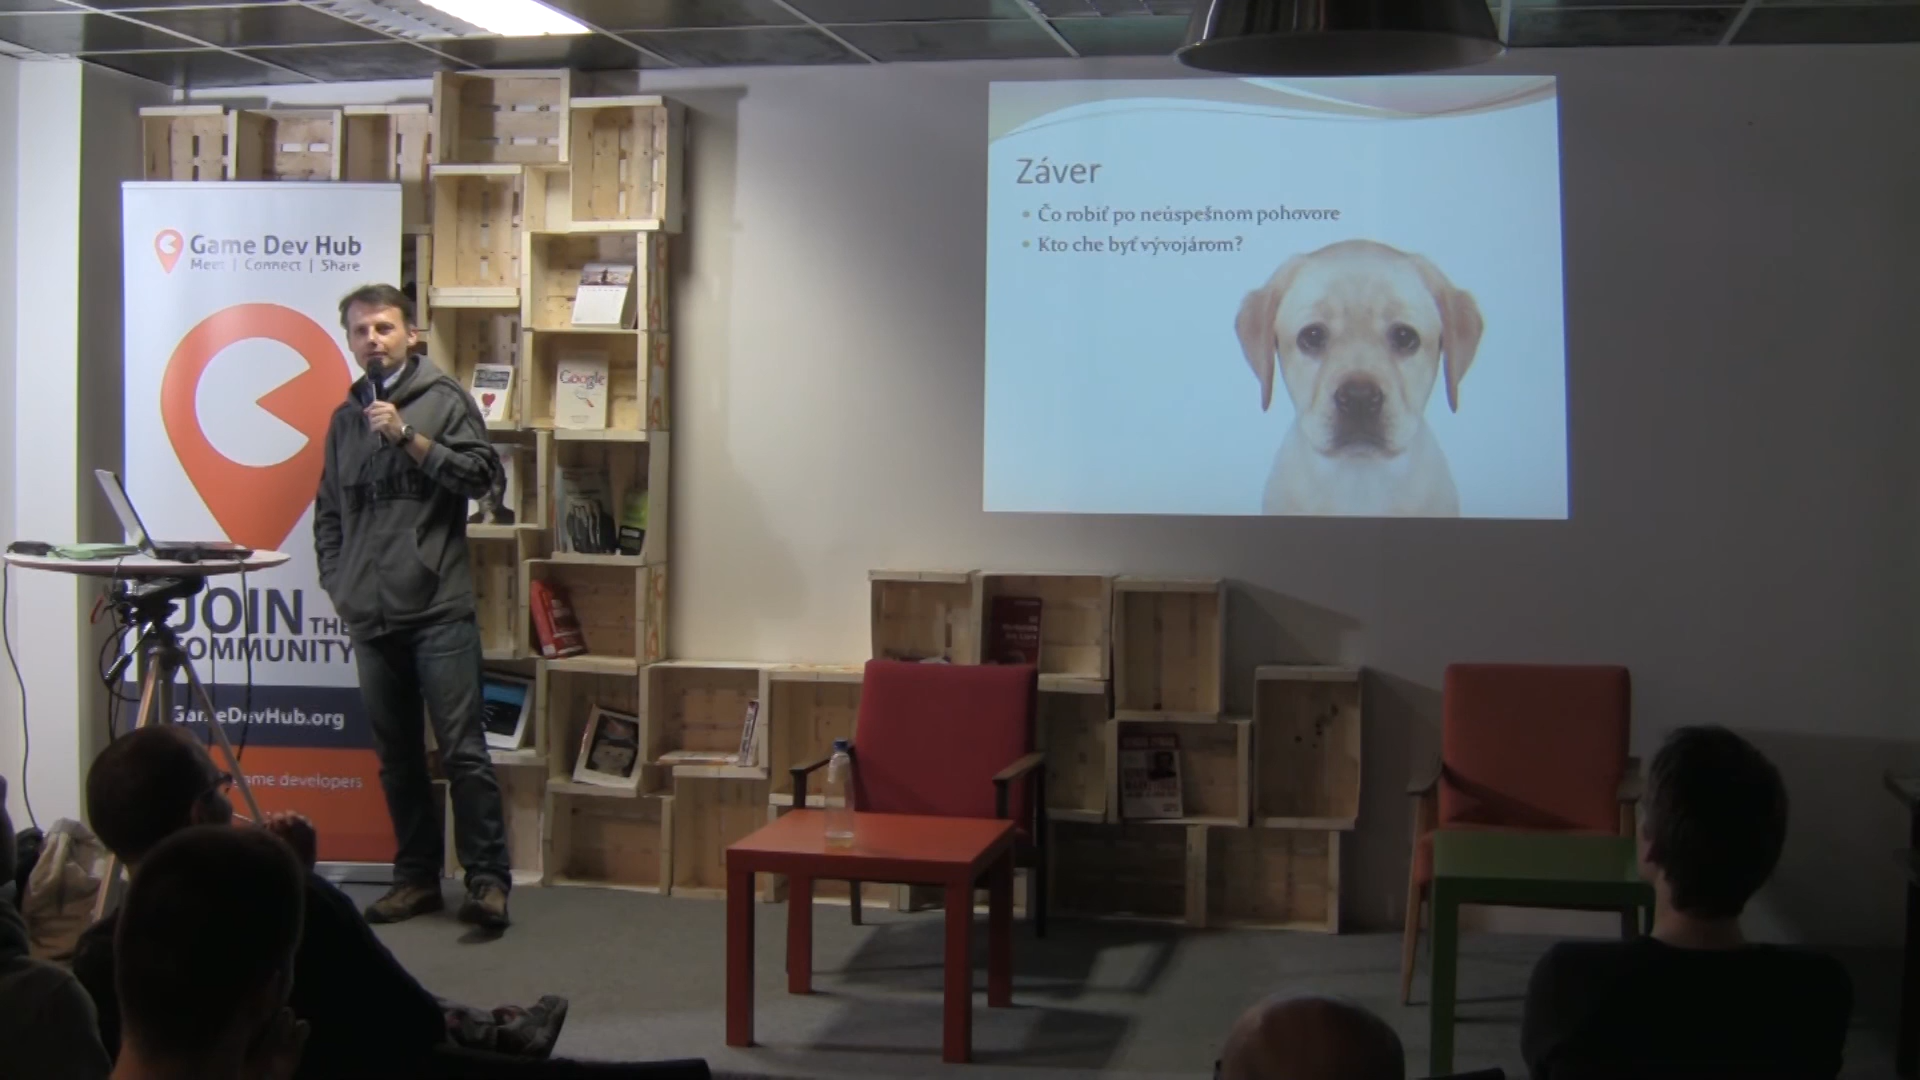 Game Dev Hub
Meet | Connect | Share
JOIN THE
COMMUNITY
GameDevHub.org
game developers
Google
Záver
• Čo robiť po neúspešnom pohovore
• Kto che byť vývojárom?